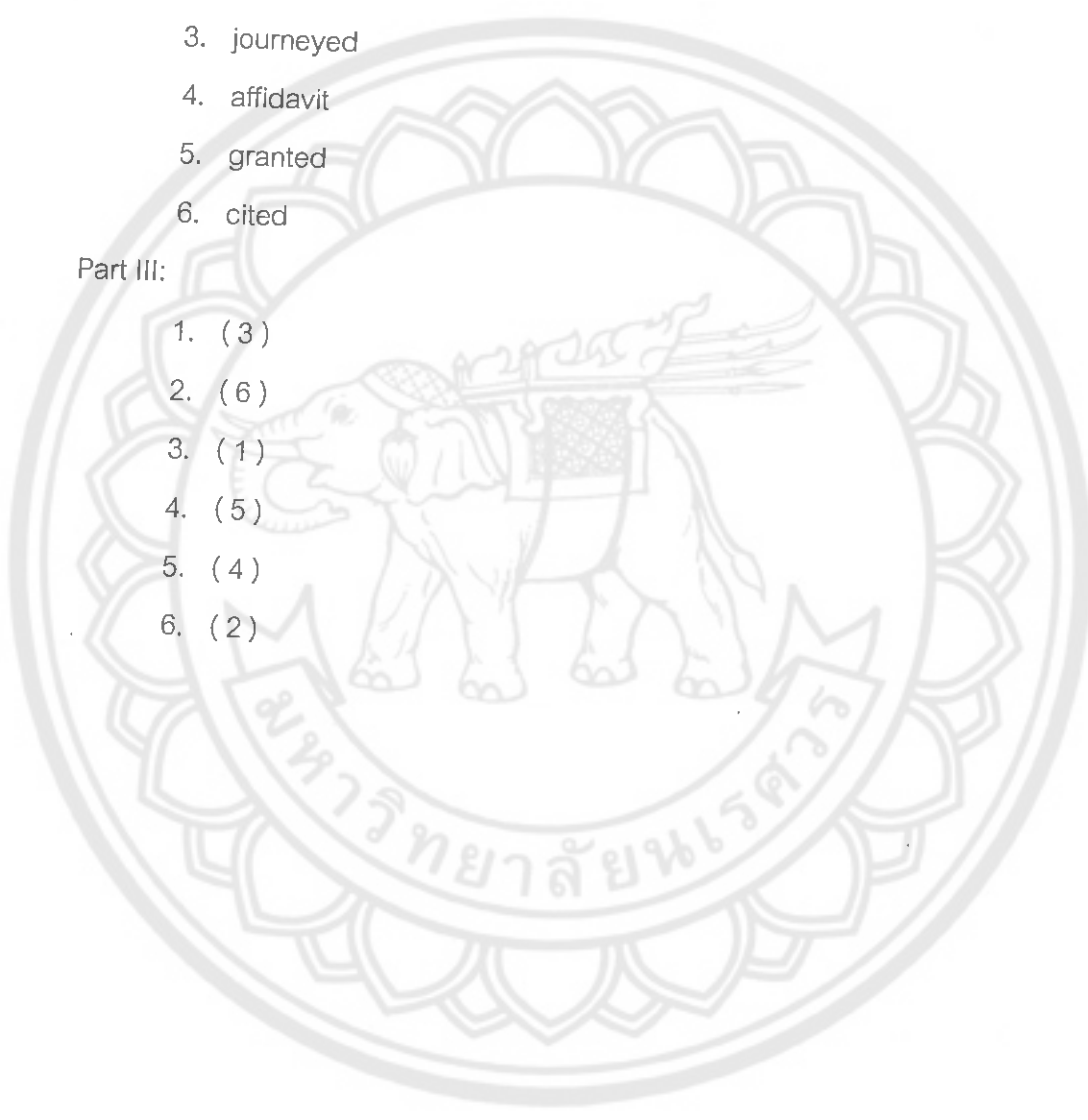 3. journeyed
4. affidavit
5. granted
6. cited
Part III:
1. (3)
2. (6)
3. (1)
4. (5)
5. (4)
6. (2)
มหาวิทยาลัยนเรศวร